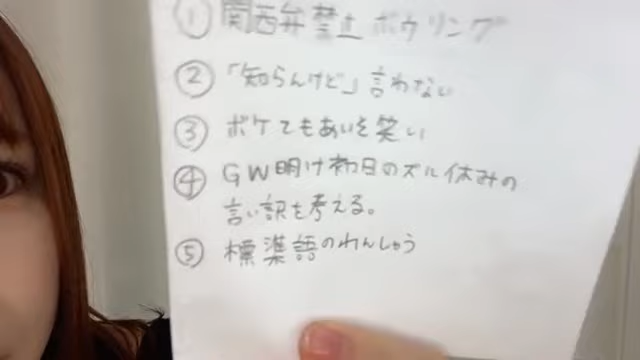 ① 関西弁禁止ボウリング
② 「知らんけど」言わない
③ ボケてもあいそ笑い
④ GW明け初日のズル休みの
言い訳を考える。
⑤ 標準語のれんしゅう